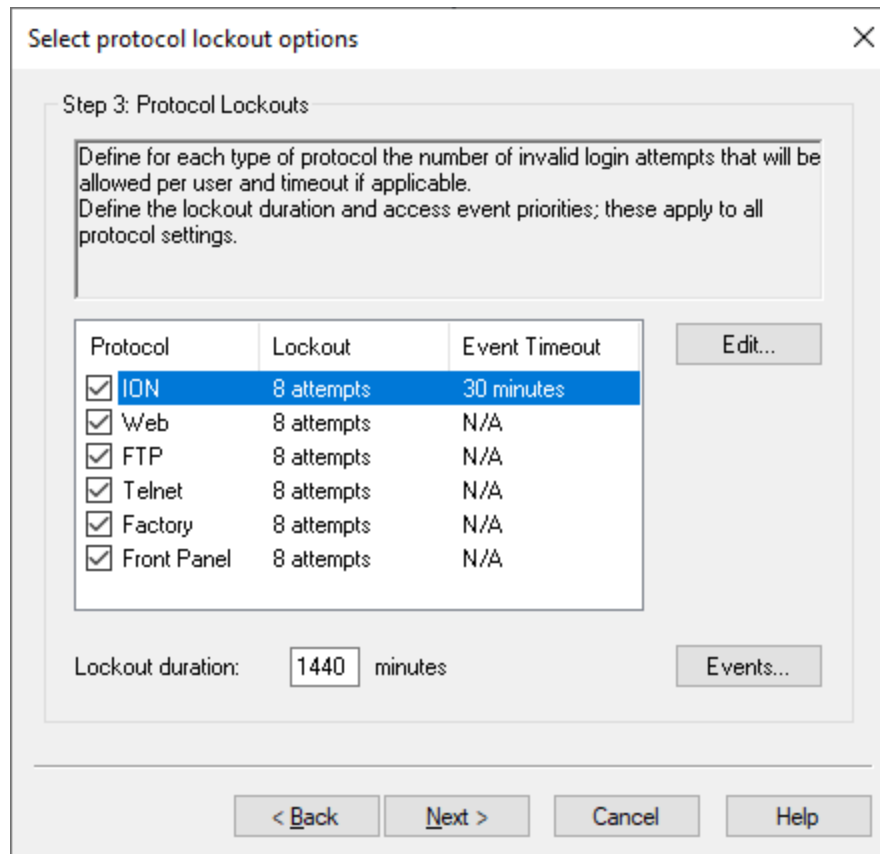 Select protocol lockout options
Step 3: Protocol Lockouts
Define for each type of protocol the number of invalid login attempts that will be
allowed per user and timeout if applicable.
Define the lockout duration and access event priorities; these apply to all
protocol settings.
Protocol Lockout Event Timeout
ION 8 attempts 30 minutes
Web 8 attempts N/A
FTP 8 attempts N/A
Telnet 8 attempts N/A
Factory 8 attempts N/A
Front Panel 8 attempts N/A
Edit...
Lockout duration: 1440 minutes
Events...
< Back Next > Cancel Help